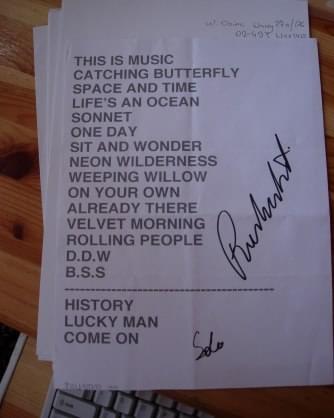 THIS IS MUSIC
CATCHING BUTTERFLY
SPACE AND TIME
LIFE'S AN OCEAN
SONNET
ONE DAY
SIT AND WONDER
NEON WILDERNESS
WEEPING WILLOW
ON YOUR OWN
ALREADY THERE
VELVET MORNING
ROLLING PEOPLE
D.D.W
B.S.S
HISTORY
LUCKY MAN
COME ON